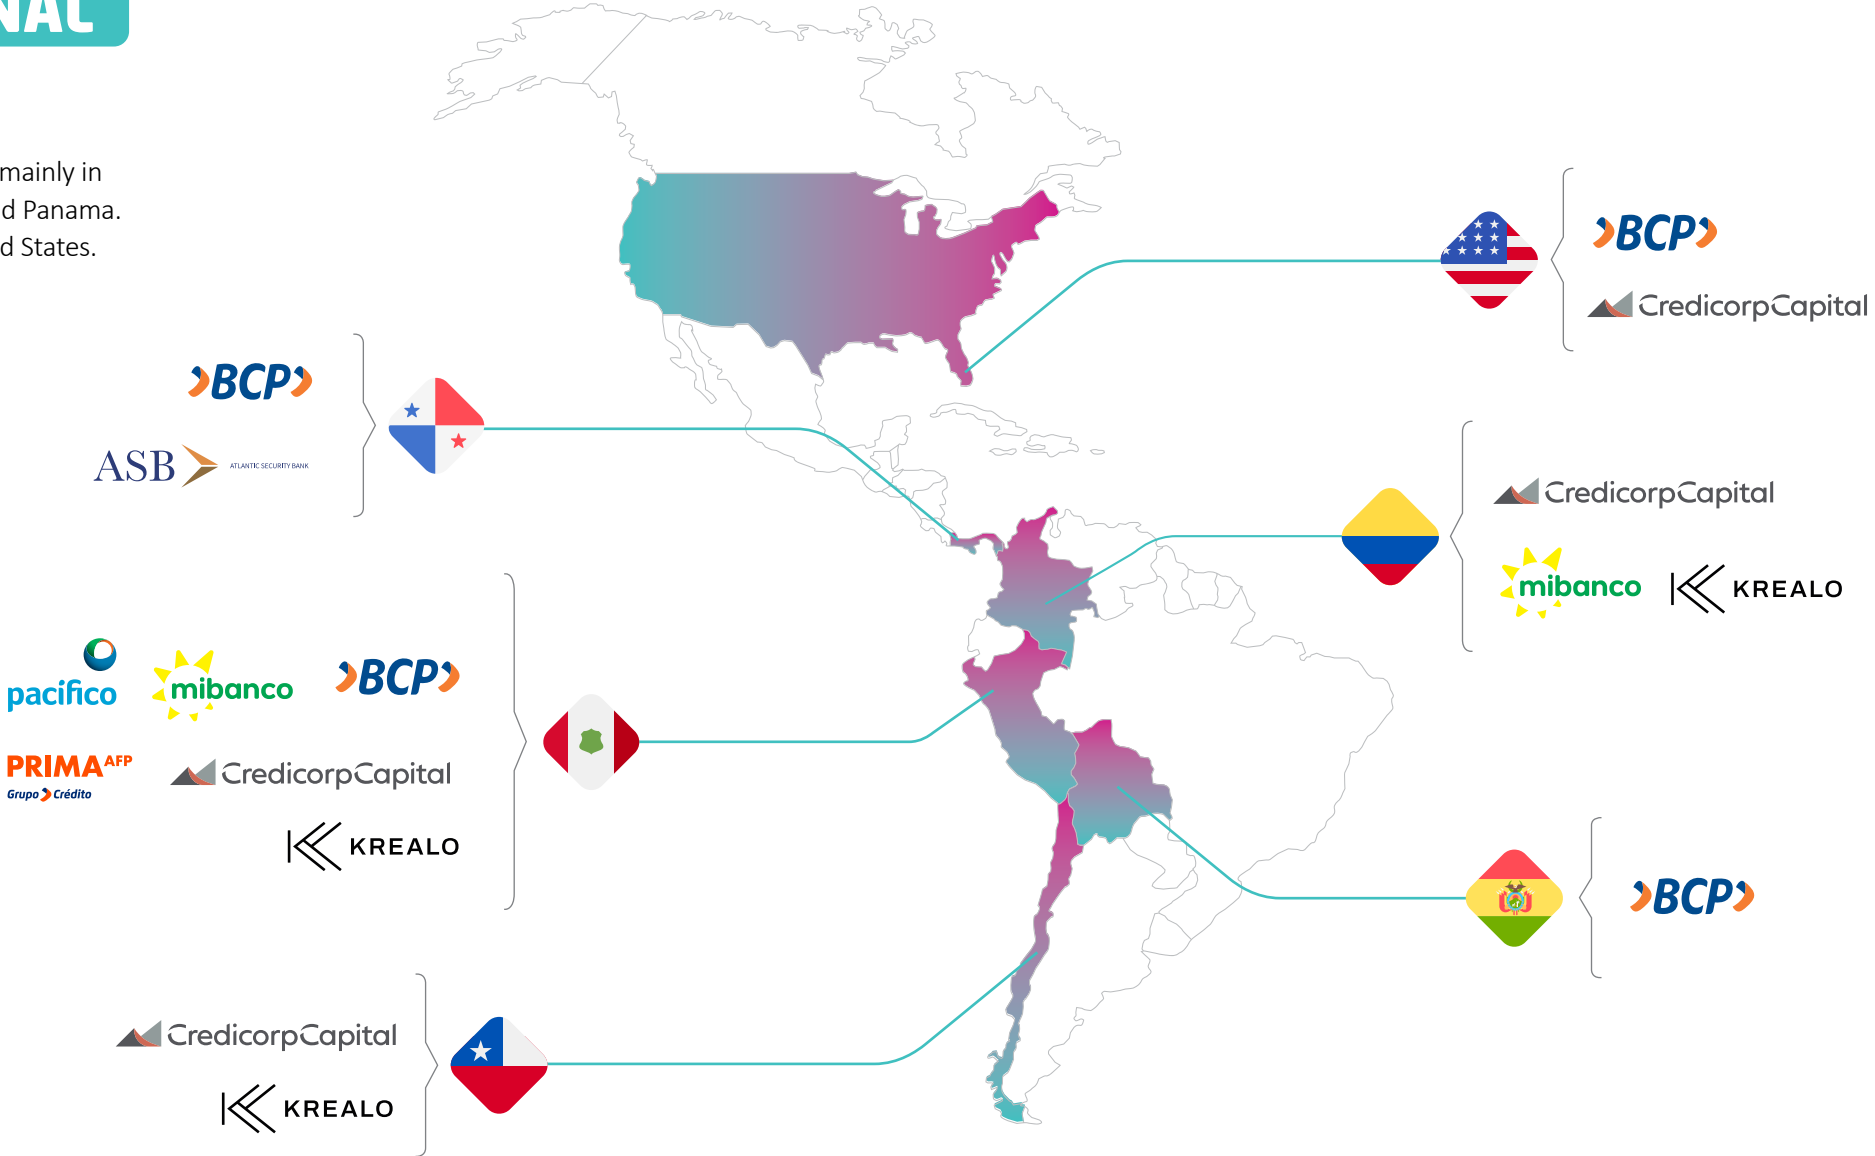 NAC
mainly in
d Panama.
d States.
BCP
CredicorpCapital
BCP
ASB ATLANTIC SECURITY BANK
CredicorpCapital
mibanco KREALO
pacifico mibanco BCP
PRIMA AFP
Grupo Crédito
CredicorpCapital
KREALO
BCP
CredicorpCapital
KREALO